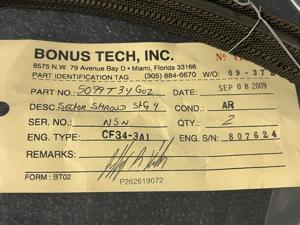 BONUS TECH, INC.
8575 N.W. 79 Avenue Bay D • Miami, Florida 33166
PART IDENTIFICATION TAG (305) 884-6670 W/O: 09-372
PART NO.: 5099T34G02 DATE: SEP 08 2009
DESC: Sector Shroud Stg 4 COND.: AR
SER. NO.: NSN QTY.: 2
ENG. TYPE: CF34-3A1 ENG. S/N: 807624
REMARKS:
FORM: BT02 P262619072